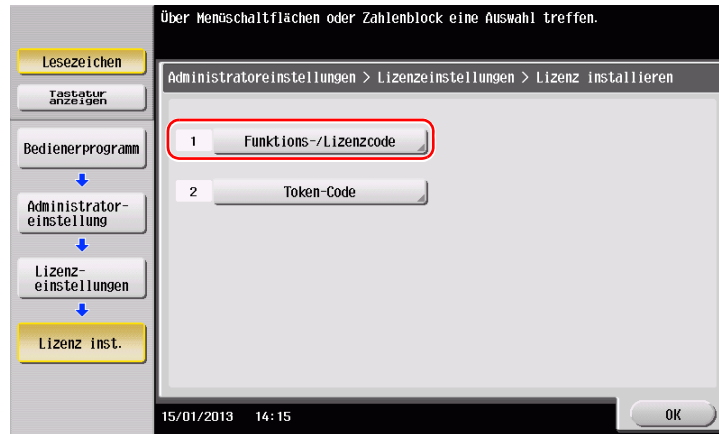 Über Menüschaltflächen oder Zahlenblock eine Auswahl treffen.
Lesezeichen
Tastatur
anzeigen
Bedienerprogramm
Administrator-
einstellung
Lizenz-
einstellungen
Lizenz inst.
Administratoreinstellungen > Lizenzeinstellungen > Lizenz installieren
1 Funktions-/Lizenzcode
2 Token-Code
15/01/2013 14:15
OK